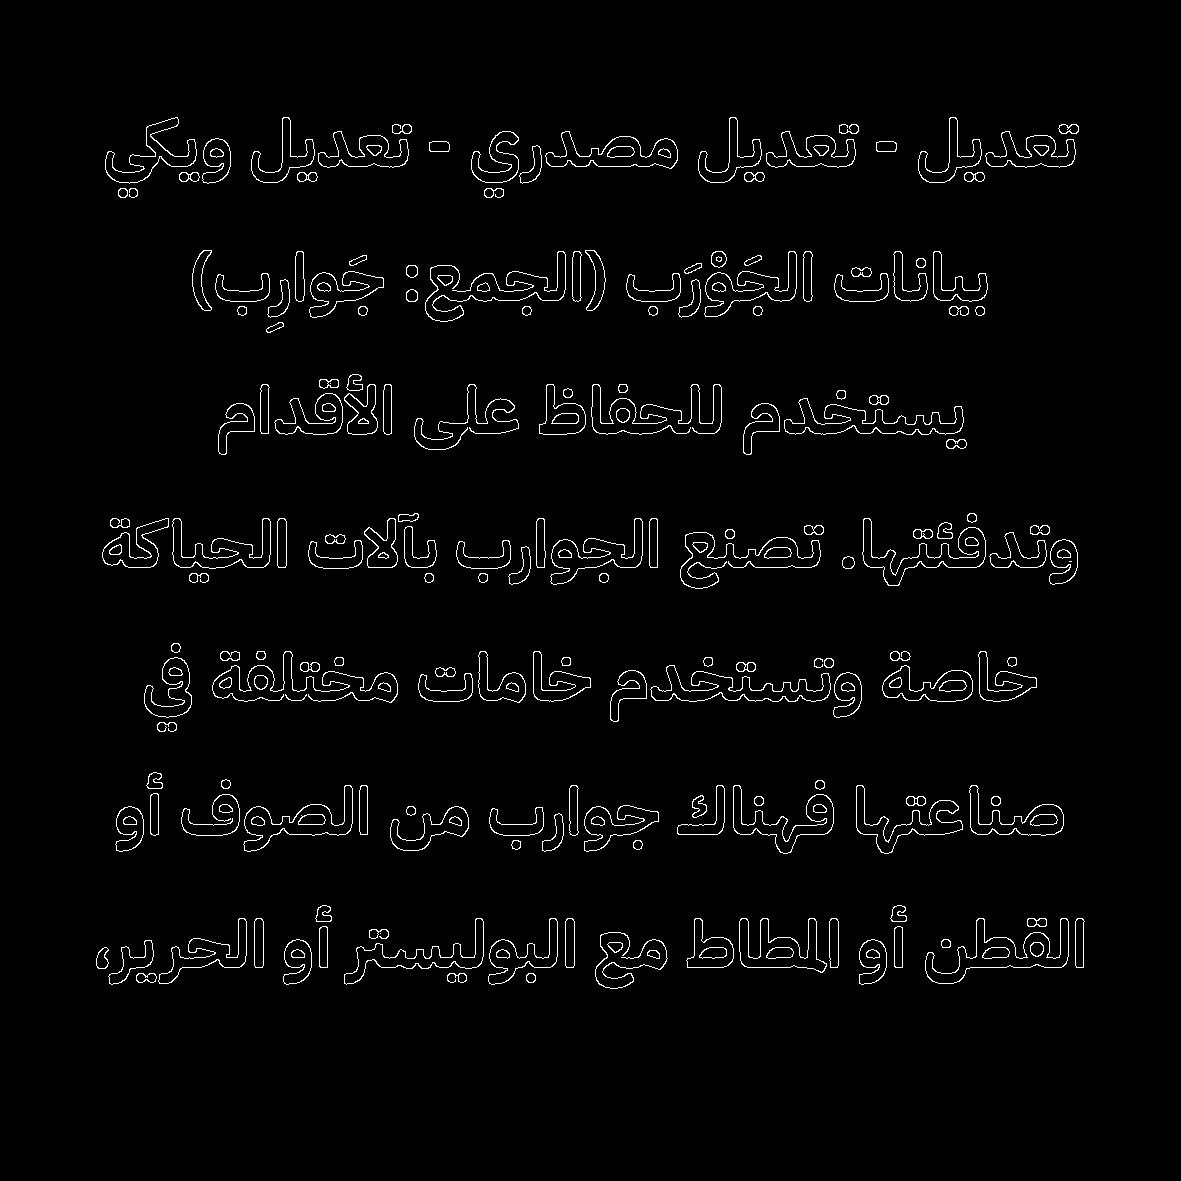 تعديل - تعديل مصدري - تعديل ويكي
بيانات الجَوْرَب (الجمع: جَوارِب)
يستخدم للحفاظ على الأقدام
وتدفئتها. تصنع الجوارب بآلات الحياكة
خاصة وتستخدم خامات مختلفة في
صناعتها فهناك جوارب من الصوف أو
القطن أو المطاط مع البوليستر أو الحرير،